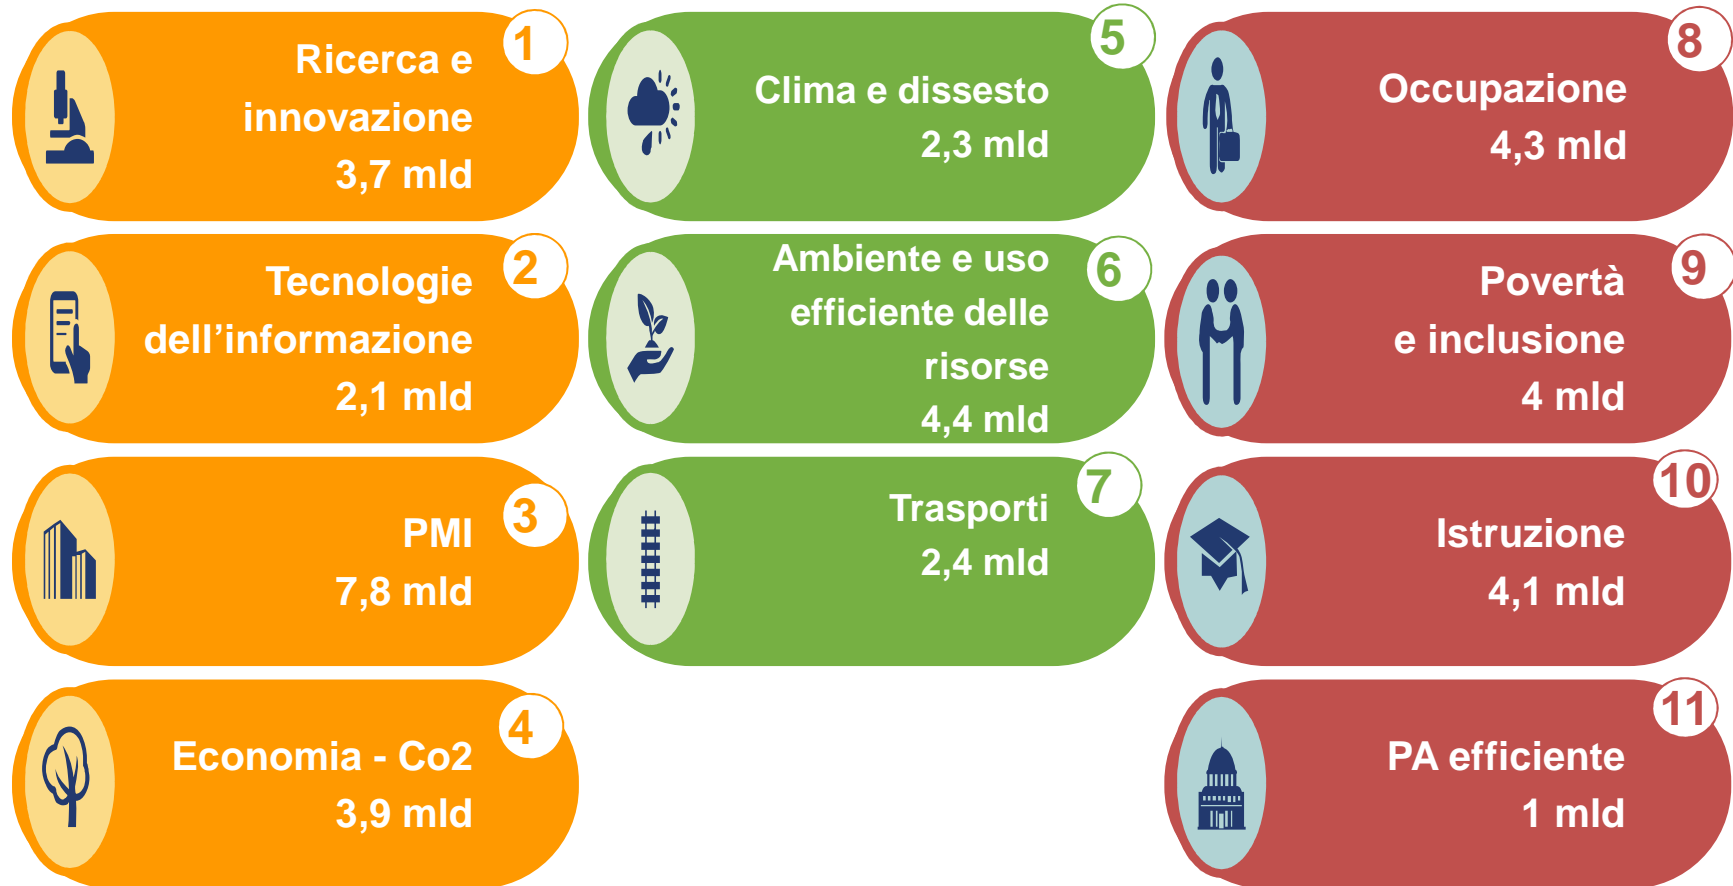 1
Ricerca e
innovazione
3,7 mld
2
Tecnologie
dell’informazione
2,1 mld
3
PMI
7,8 mld
4
Economia - Co2
3,9 mld
5
Clima e dissesto
2,3 mld
6
Ambiente e uso
efficiente delle
risorse
4,4 mld
7
Trasporti
2,4 mld
8
Occupazione
4,3 mld
9
Povertà
e inclusione
4 mld
10
Istruzione
4,1 mld
11
PA efficiente
1 mld